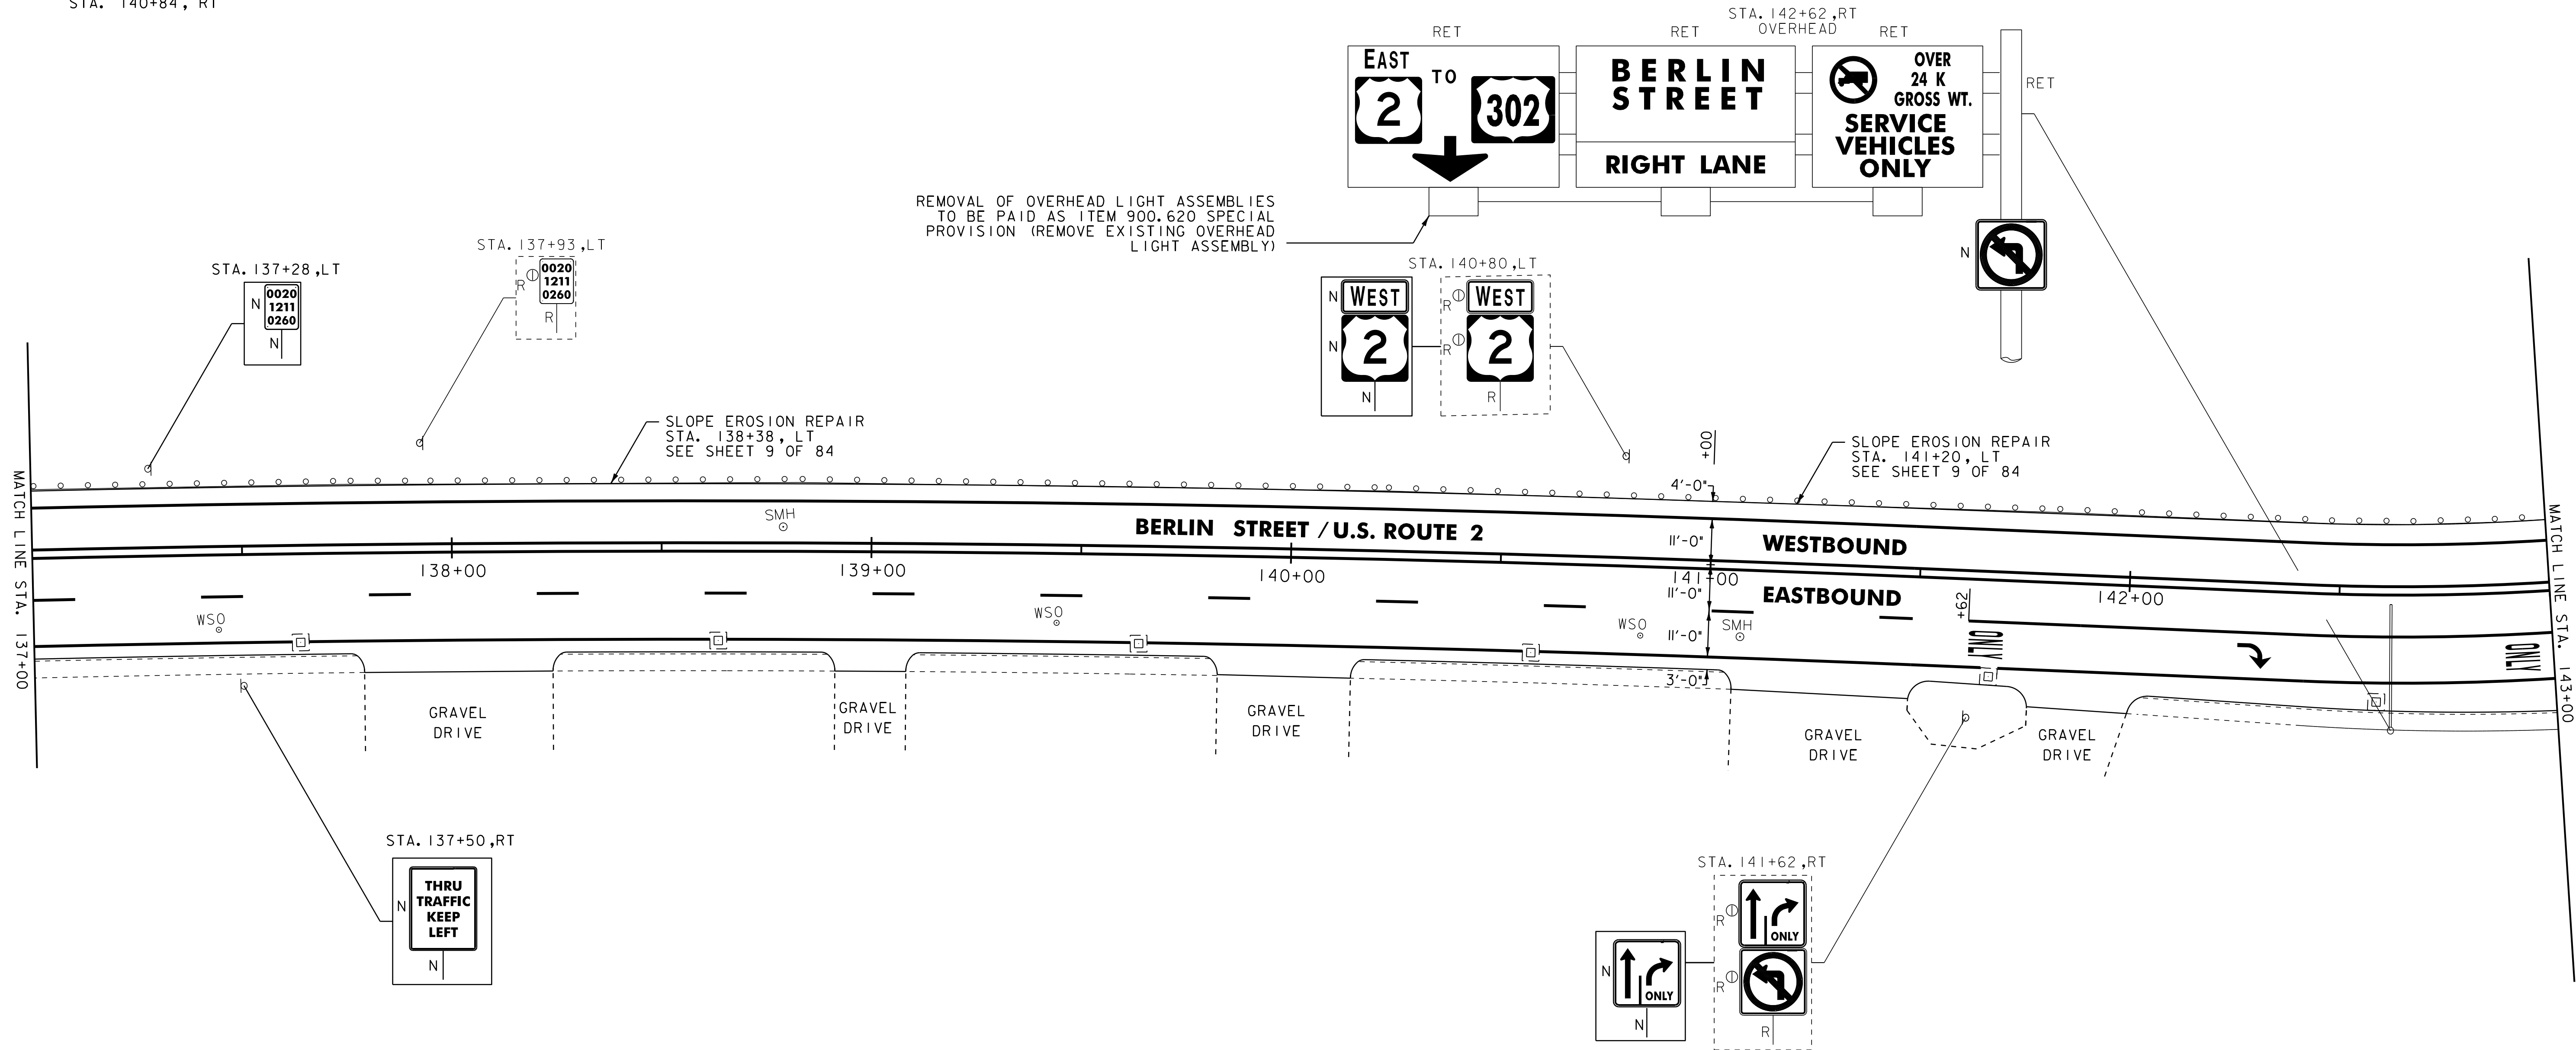 STA. 140+84, RT
STA. 142+62,RT
OVERHEAD
RET
RET
RET
RET
EAST
2
TO
302
BERLIN
STREET
RIGHT LANE
OVER
24 K
GROSS WT.
SERVICE
VEHICLES
ONLY
N
REMOVAL OF OVERHEAD LIGHT ASSEMBLIES
TO BE PAID AS ITEM 900.620 SPECIAL
PROVISION (REMOVE EXISTING OVERHEAD
LIGHT ASSEMBLY)
STA. 137+28,LT
N
0020
1211
0260
N
STA. 137+93,LT
R
0020
1211
0260
R
STA. 140+80,LT
N
WEST
N
2
N
R
WEST
R
2
R
SLOPE EROSION REPAIR
STA. 138+38, LT
SEE SHEET 9 OF 84
SLOPE EROSION REPAIR
STA. 141+20, LT
SEE SHEET 9 OF 84
+00
4'-0"
11'-0"
11'-0"
11'-0"
3'-0"
MATCH LINE STA. 137+00
MATCH LINE STA. 143+00
SMH
BERLIN STREET / U.S. ROUTE 2
WESTBOUND
EASTBOUND
138+00
139+00
140+00
141+00
142+00
WSO
WSO
WSO
SMH
+62
ONLY
ONLY
GRAVEL
DRIVE
GRAVEL
DRIVE
GRAVEL
DRIVE
GRAVEL
DRIVE
GRAVEL
DRIVE
STA. 137+50,RT
N
THRU
TRAFFIC
KEEP
LEFT
N
STA. 141+62,RT
N
ONLY
N
R
ONLY
R
R